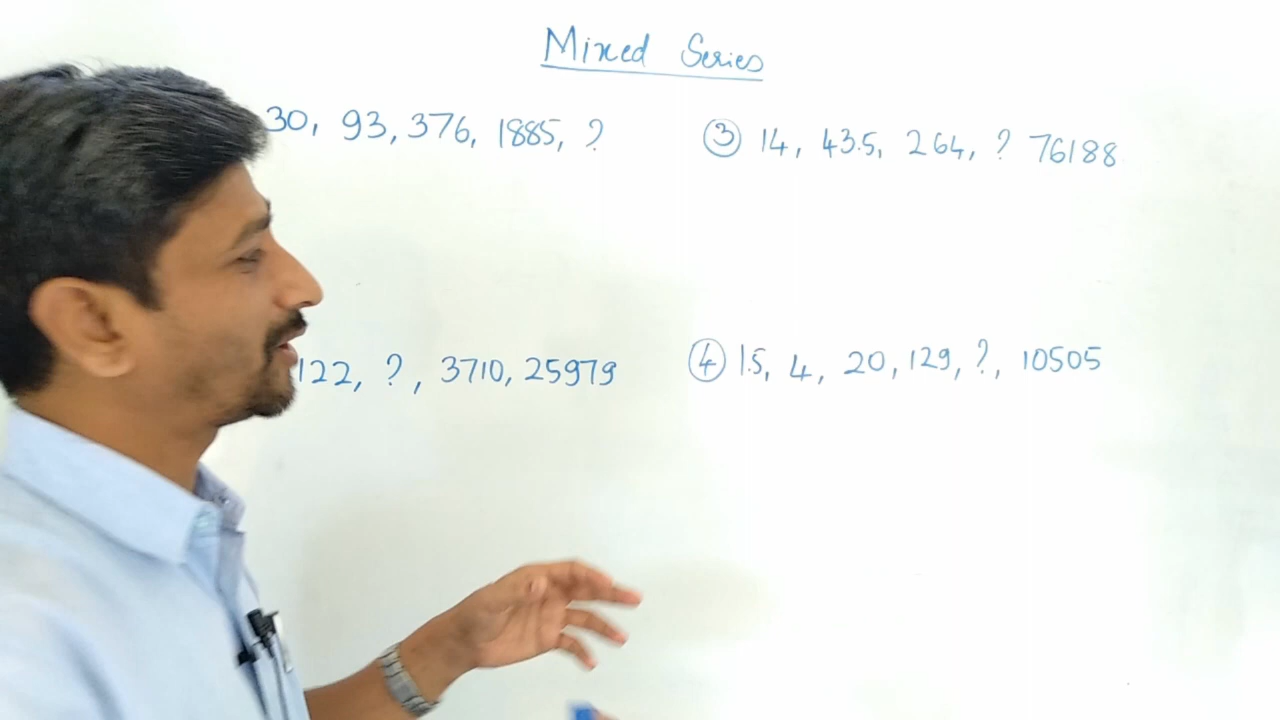 Mixed Series
30, 93, 376, 1885, ?
③ 14, 43.5, 264, ? 76188
122, ?, 3710, 25979
④ 1.5, 4, 20, 129, ?, 10505